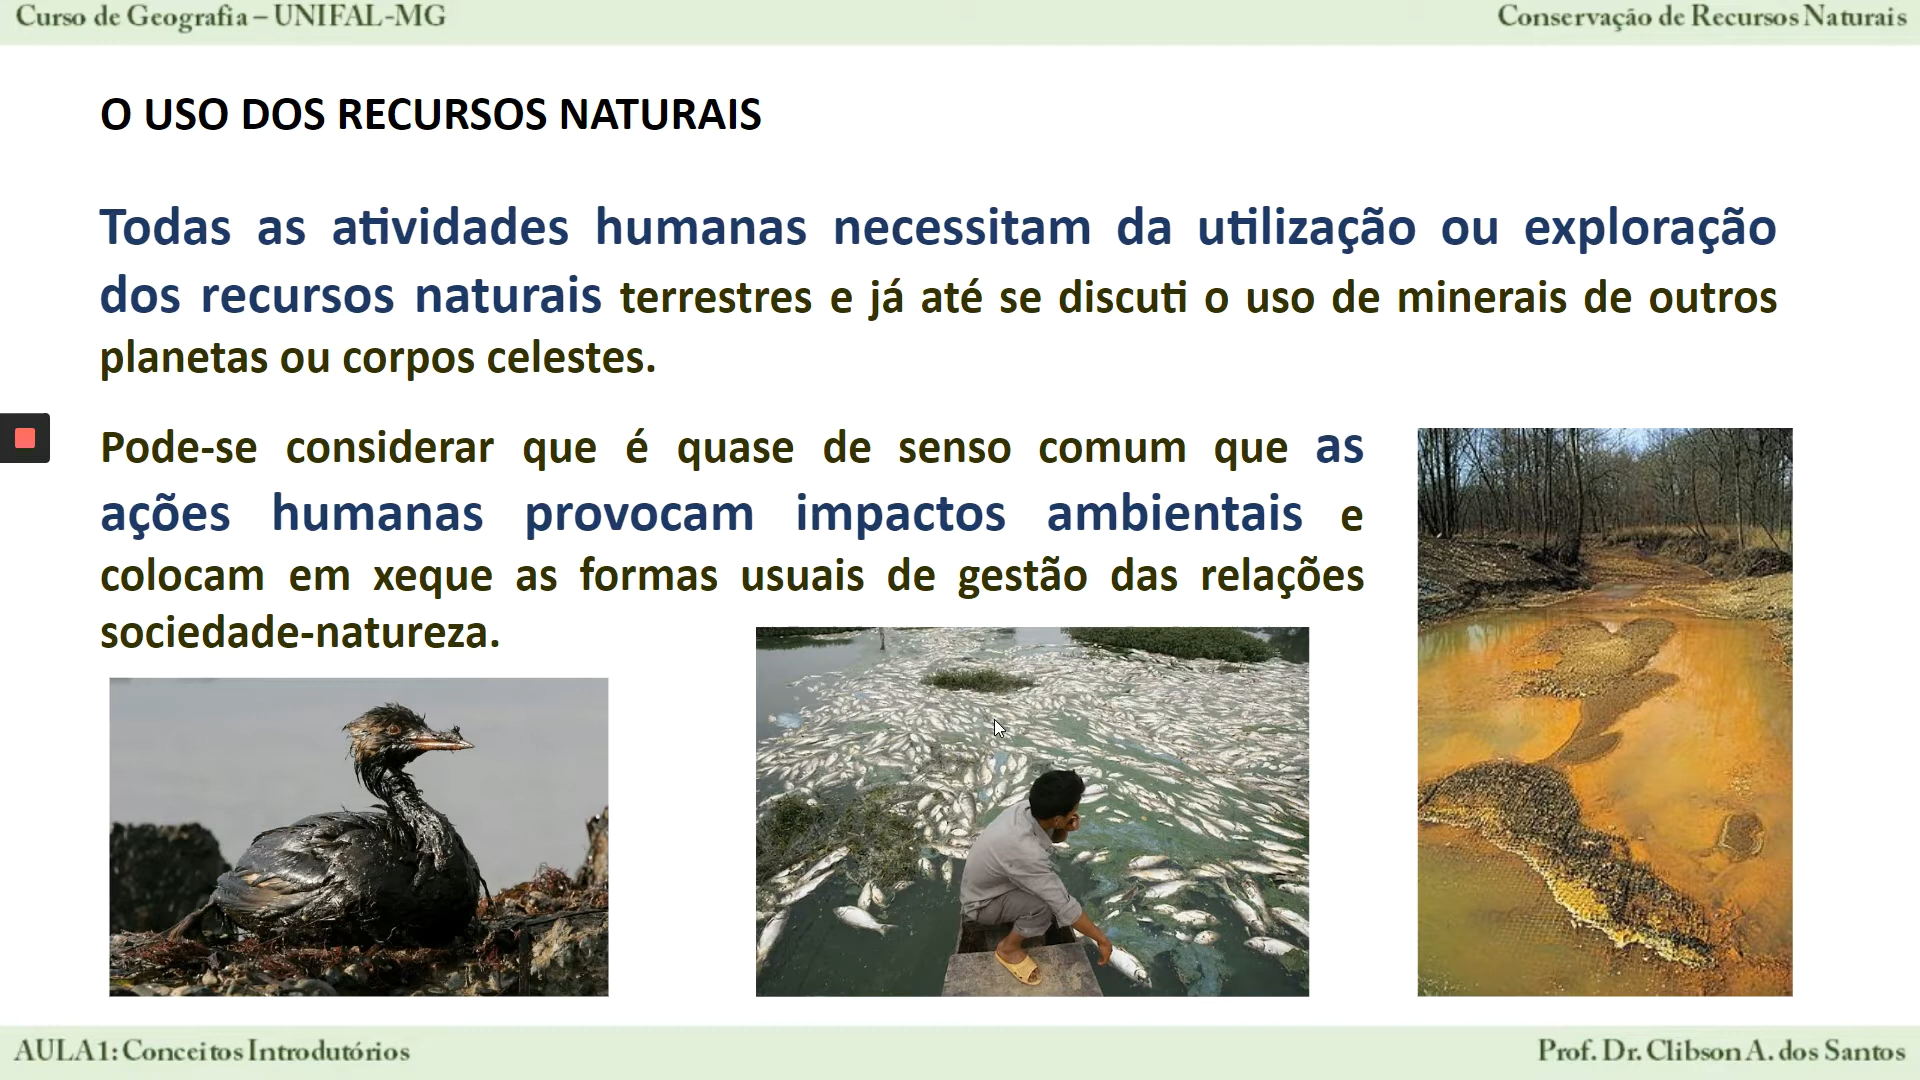 Curso de Geografia – UNIFAL-MG
Conservação de Recursos Naturais
O USO DOS RECURSOS NATURAIS
Todas as atividades humanas necessitam da utilização ou exploração
dos recursos naturais terrestres e já até se discuti o uso de minerais de outros
planetas ou corpos celestes.
Pode-se considerar que é quase de senso comum que as
ações humanas provocam impactos ambientais e
colocam em xeque as formas usuais de gestão das relações
sociedade-natureza.
AULA1: Conceitos Introdutórios
Prof. Dr. Clibson A. dos Santos